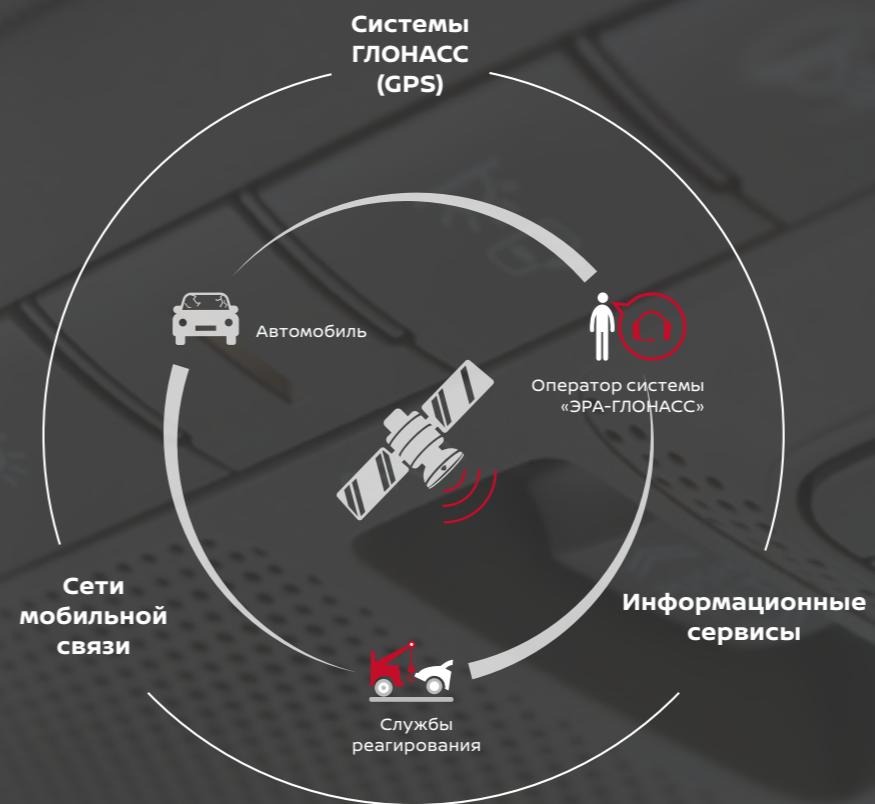 Системы
ГЛОНАСС
(GPS)
Автомобиль
Оператор системы
«ЭРА-ГЛОНАСС»
Сети
мобильной
связи
Информационные
сервисы
Службы
реагирования